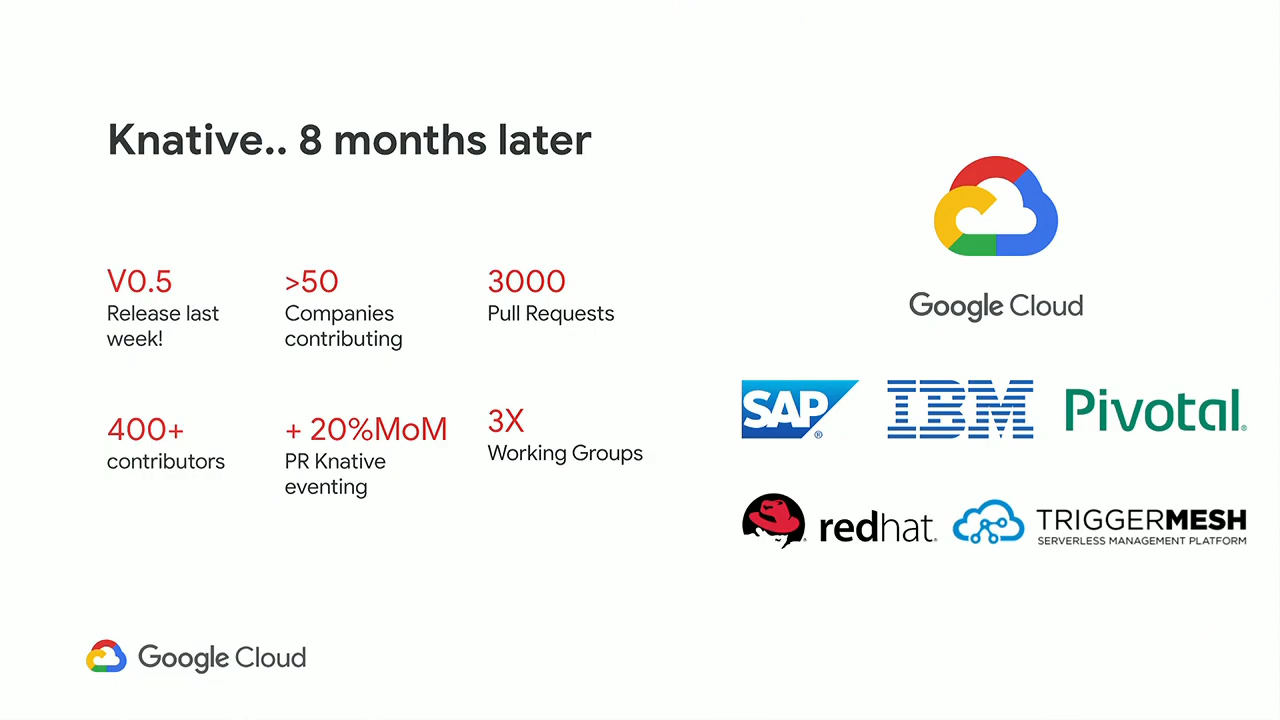 Knative.. 8 months later
V0.5
Release last
week!
>50
Companies
contributing
3000
Pull Requests
400+
contributors
+ 20%MoM
PR Knative
eventing
3X
Working Groups
Google Cloud
SAP®
IBM
Pivotal®
redhat®
TRIGGERMESH
SERVERLESS MANAGEMENT PLATFORM
Google Cloud